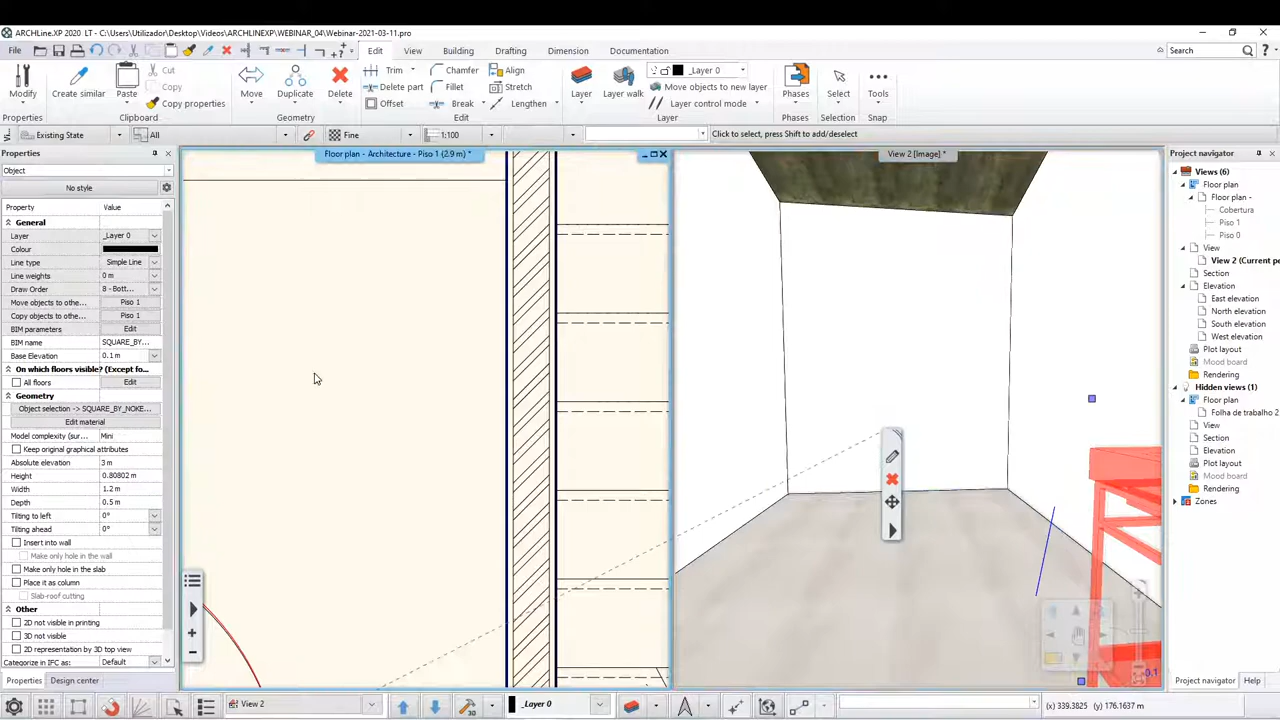 ARCHLine.XP 2020 LT - C:\Users\Utilizador\Desktop\Videos\ARCHLINEXP\WEBINAR_04\Webinar-2021-03-11.pro
File
Edit
View
Building
Drafting
Dimension
Documentation
Search
Modify
Properties
Create similar
Paste
Cut
Copy
Copy properties
Clipboard
Move
Duplicate
Delete
Geometry
Trim
Chamfer
Align
Delete part
Fillet
Stretch
Offset
Break
Length
Edit
Layer
Layer walk
_Layer 0
Move objects to new layer
Layer control mode
Layer
Phases
Phases
Select
Selection
Tools
Snap
Existing State
All
Fine
1:100
Click to select, press Shift to add/deselect
Properties
Object
No style
Property Value
General
Layer _Layer 0
Colour
Line type Simple Line
Line weights 0 m
Draw Order 8 - Bott...
Move objects to othe... Piso 1
Copy objects to othe... Piso 1
BIM parameters Edit
BIM name SQUARE_BY...
Base Elevation 0.1 m
On which floors visible? (Except fo...
All floors Edit
Geometry
Object selection -> SQUARE_BY_NOKE...
Edit material
Model complexity (sur... Mini
Keep original graphical attributes
Absolute elevation 3 m
Height 0.80802 m
Width 1.2 m
Depth 0.5 m
Tilting to left 0°
Tilting ahead 0°
Insert into wall
Make only hole in the wall
Make only hole in the slab
Place it as column
Slab-roof cutting
Other
2D not visible in printing
3D not visible
2D representation by 3D top view
Categorize in IFC as: Default
Properties
Design center
Floor plan - Architecture - Piso 1 (2.9 m) *
View 2 [Image] *
0.1
Project navigator
Views (6)
Floor plan
Floor plan -
Cobertura
Piso 1
Piso 0
View
View 2 (Current pe
Section
Elevation
East elevation
North elevation
South elevation
West elevation
Plot layout
Mood board
Rendering
Hidden views (1)
Floor plan
Folha de trabalho 2
View
Section
Elevation
Plot layout
Mood board
Rendering
Zones
Project navigator
Help
View 2
_Layer 0
x: 339.3825
y: 176.1637 m